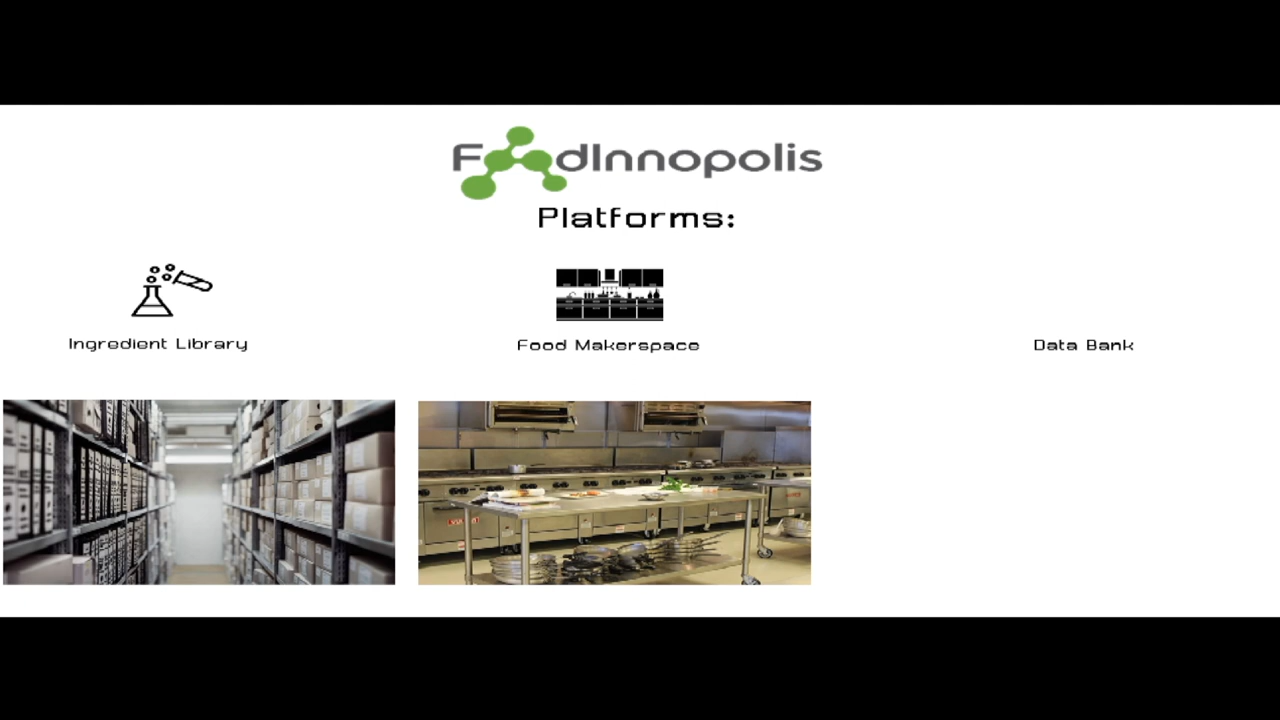 FoodInnopolis
Platforms:
Ingredient Library
Food Makerspace
Data Bank